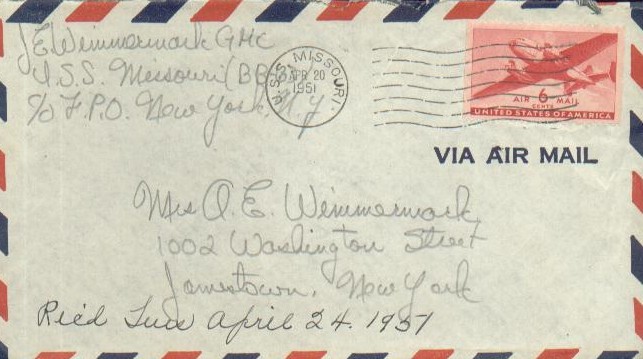 J E Wimmermark GMC
U.S.S. Missouri (BB-
c/o F.P.O. New York N Y
U.S.S. MISSOURI
APR 20
1951
AIR 6 MAIL
CENTS
UNITED STATES OF AMERICA
VIA AIR MAIL
Mrs O. E. Wimmermark
1002 Washington Street
Jamestown, New York
Rec'd Tues April 24. 1951